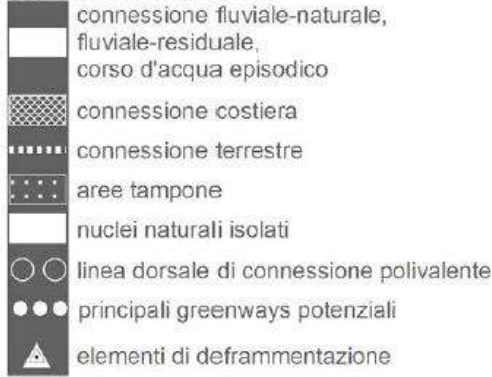 connessione fluviale-naturale,
fluviale-residuale,
corso d'acqua episodico
connessione costiera
connessione terrestre
aree tampone
nuclei naturali isolati
linea dorsale di connessione polivalente
principali greenways potenziali
elementi di deframmentazione